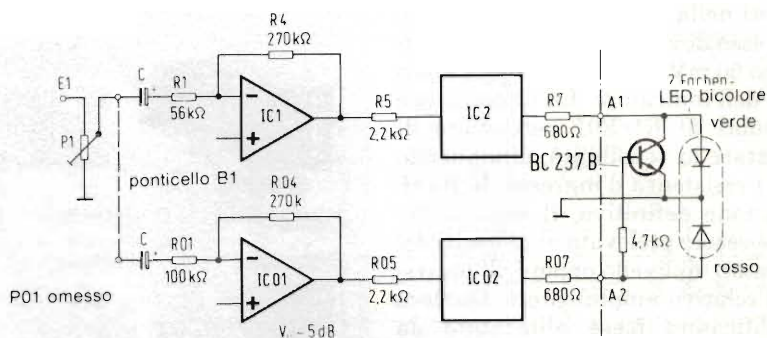 R4
270kΩ
E1
C
R1
56kΩ
P1
IC1
R5
2,2kΩ
IC2
R7
680Ω
A1
LED bicolore
verde
BC 237 B
ponticello B1
R04
270k
4,7kΩ
rosso
C
R01
100kΩ
IC01
R05
2,2kΩ
IC02
R07
680Ω
A2
P01 omesso
-5dB